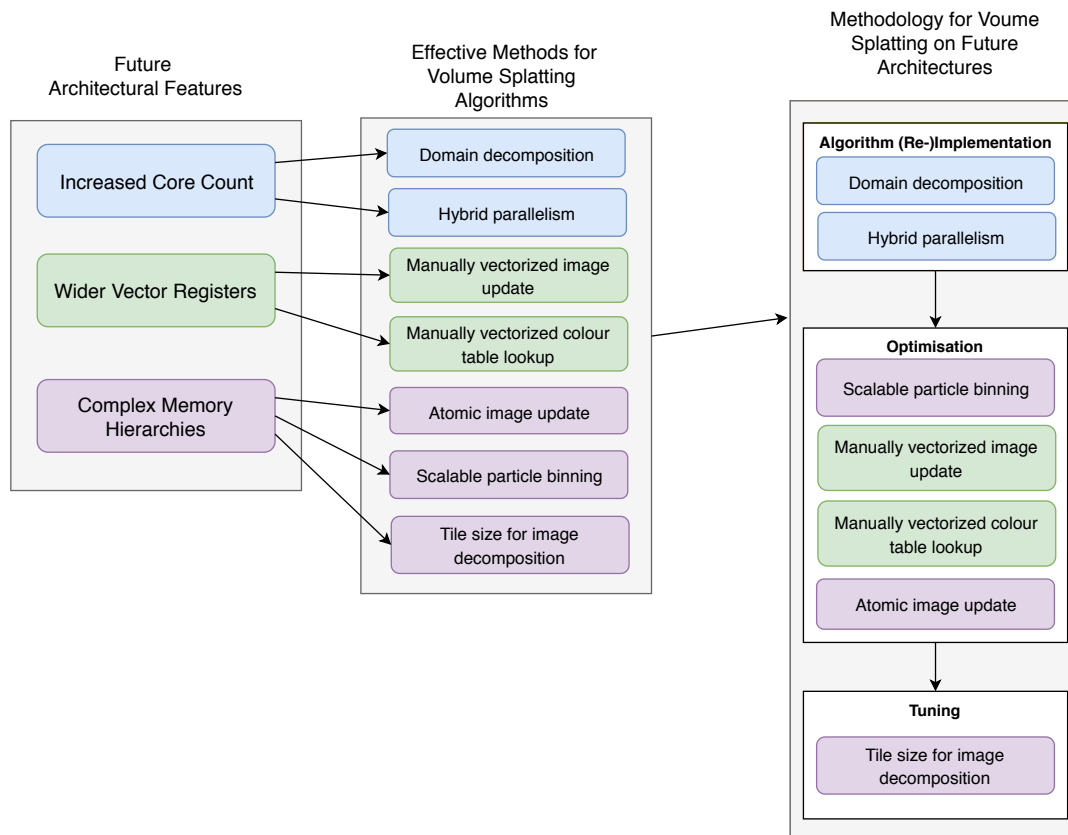 Future
Architectural Features
Increased Core Count
Wider Vector Registers
Complex Memory
Hierarchies
Effective Methods for
Volume Splatting
Algorithms
Domain decomposition
Hybrid parallelism
Manually vectorized image
update
Manually vectorized colour
table lookup
Atomic image update
Scalable particle binning
Tile size for image
decomposition
Methodology for Voume
Splatting on Future
Architectures
Algorithm (Re-)Implementation
Domain decomposition
Hybrid parallelism
Optimisation
Scalable particle binning
Manually vectorized image
update
Manually vectorized colour
table lookup
Atomic image update
Tuning
Tile size for image
decomposition